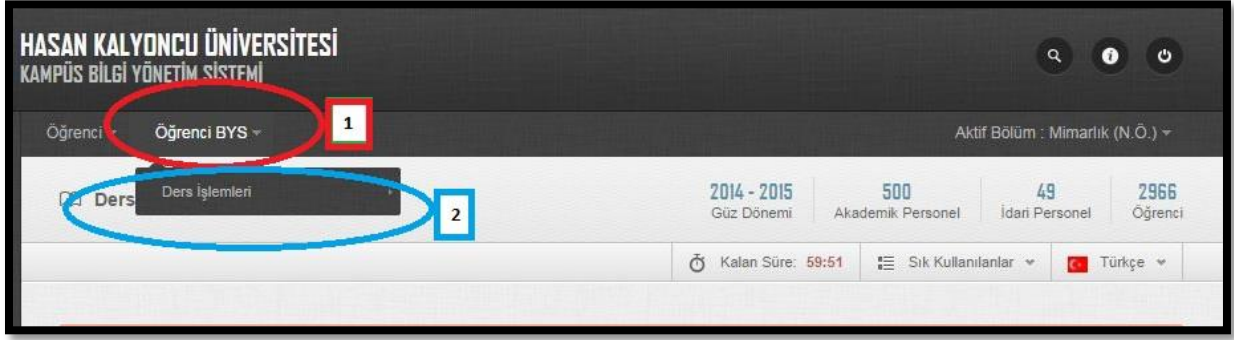 HASAN KALYONCU ÜNİVERSİTESİ
KAMPÜS BİLGİ YÖNETİM SİSTEMİ
Öğrenci Öğrenci BYS 1 Aktif Bölüm : Mimarlık (N.Ö.)
Ders Ders İşlemleri 2
2014 - 2015 500 49 2966
Güz Dönemi Akademik Personel İdari Personel Öğrenci
Kalan Süre: 59:51 Sık Kullanılanlar Türkçe